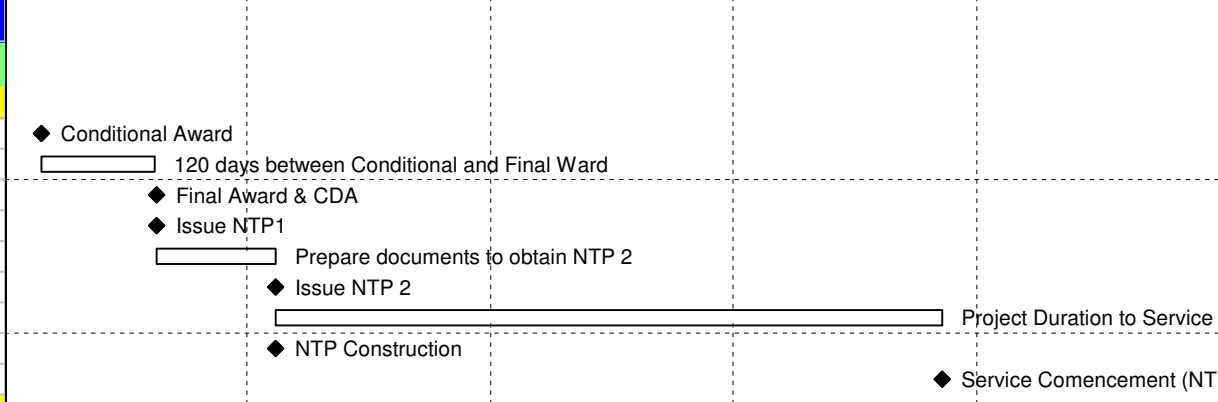 Conditional Award
120 days between Conditional and Final Ward
Final Award & CDA
Issue NTP1
Prepare documents to obtain NTP 2
Issue NTP 2
Project Duration to Service
NTP Construction
Service Comencement (NT